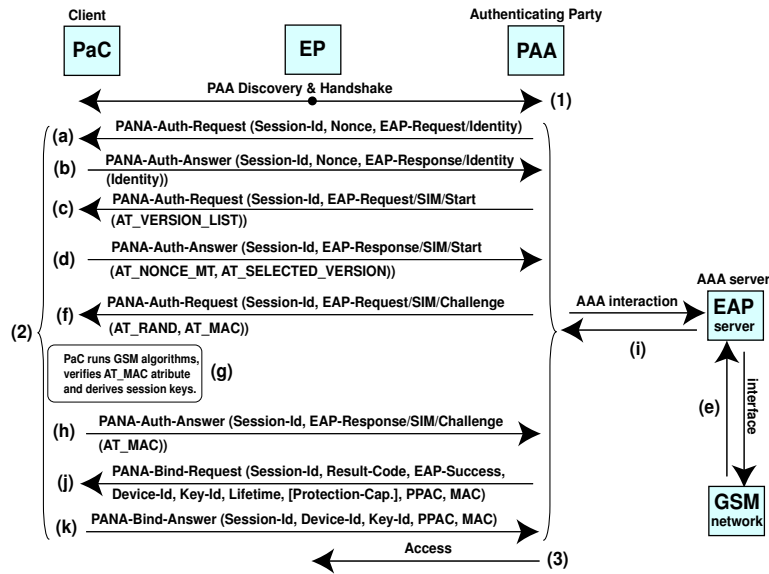 Client
Authenticating Party
PaC
EP
PAA
PAA Discovery & Handshake
(1)
(a)
PANA-Auth-Request (Session-Id, Nonce, EAP-Request/Identity)
(b)
PANA-Auth-Answer (Session-Id, Nonce, EAP-Response/Identity
(Identity))
(c)
PANA-Auth-Request (Session-Id, EAP-Request/SIM/Start
(AT_VERSION_LIST))
(d)
PANA-Auth-Answer (Session-Id, EAP-Response/SIM/Start
(AT_NONCE_MT, AT_SELECTED_VERSION))
AAA server
EAP
server
AAA interaction
(i)
(2)
(f)
PANA-Auth-Request (Session-Id, EAP-Request/SIM/Challenge
(AT_RAND, AT_MAC))
PaC runs GSM algorithms,
verifies AT_MAC atribute
and derives session keys.
(g)
(e)
interface
(h)
PANA-Auth-Answer (Session-Id, EAP-Response/SIM/Challenge
(AT_MAC))
(j)
PANA-Bind-Request (Session-Id, Result-Code, EAP-Success,
Device-Id, Key-Id, Lifetime, [Protection-Cap.], PPAC, MAC)
GSM
network
(k)
PANA-Bind-Answer (Session-Id, Device-Id, Key-Id, PPAC, MAC)
Access
(3)